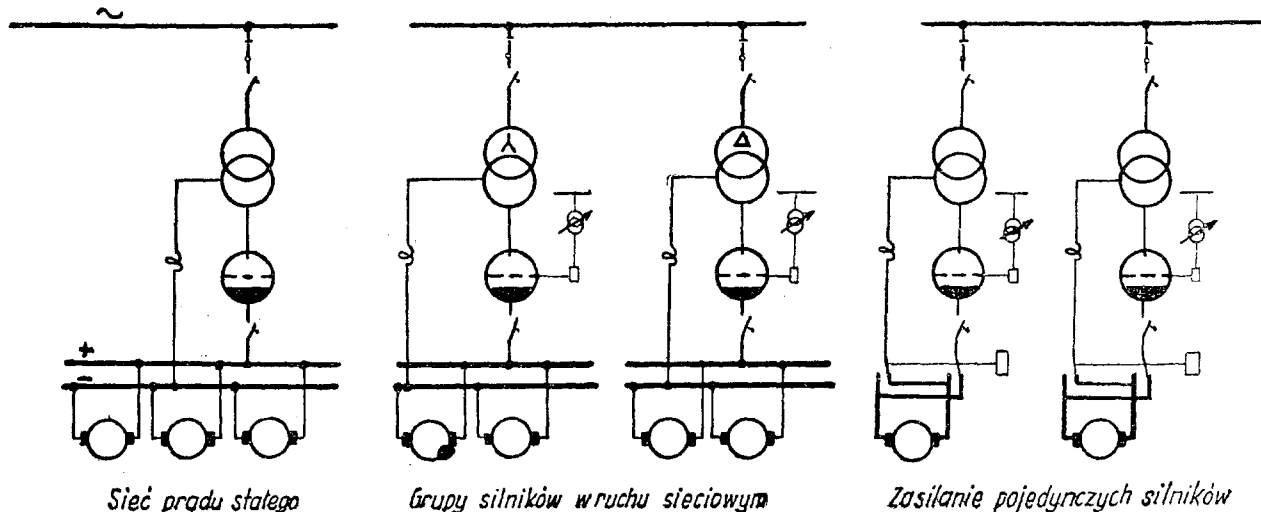 ~
+
-
Sieć prądu stałego
Grupy silników w ruchu sieciowym
Zasilanie pojedynczych silników